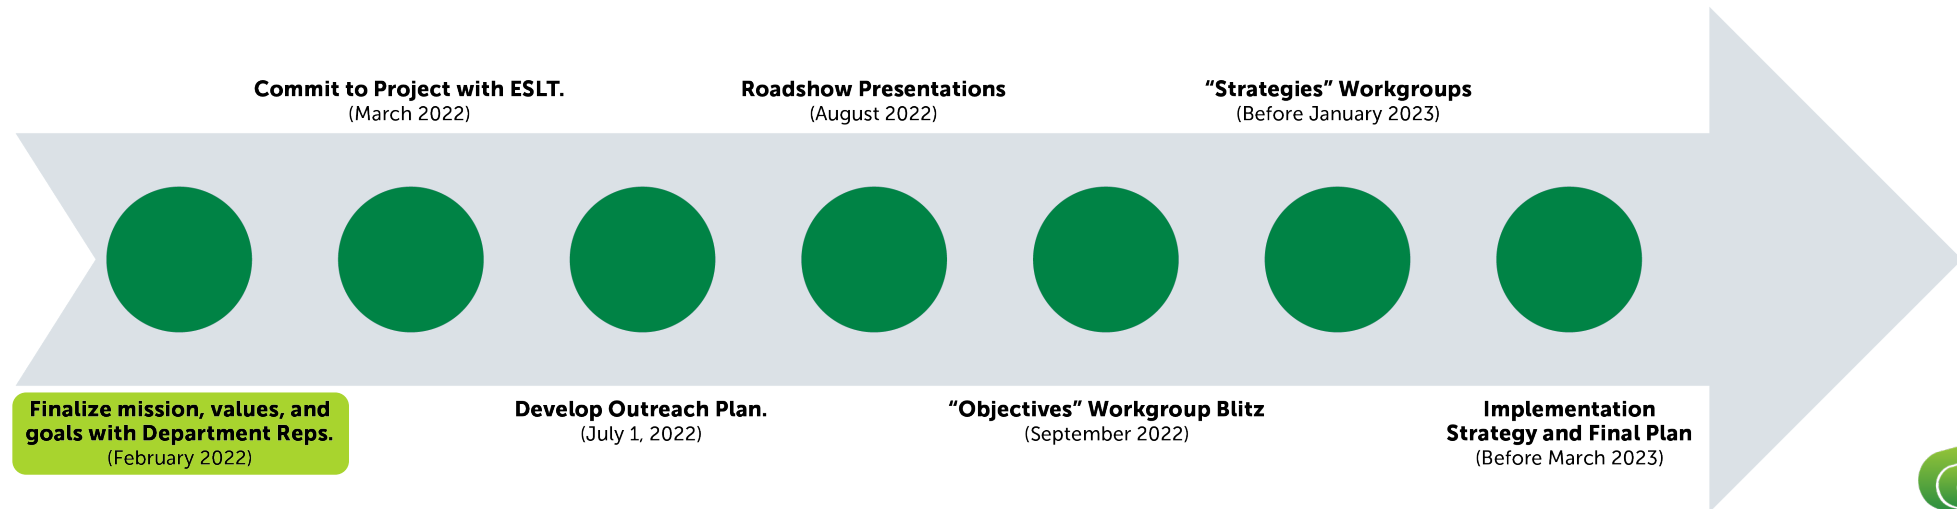 Commit to Project with ESLT.
(March 2022)
Roadshow Presentations
(August 2022)
“Strategies” Workgroups
(Before January 2023)
Finalize mission, values, and
goals with Department Reps.
(February 2022)
Develop Outreach Plan.
(July 1, 2022)
“Objectives” Workgroup Blitz
(September 2022)
Implementation
Strategy and Final Plan
(Before March 2023)